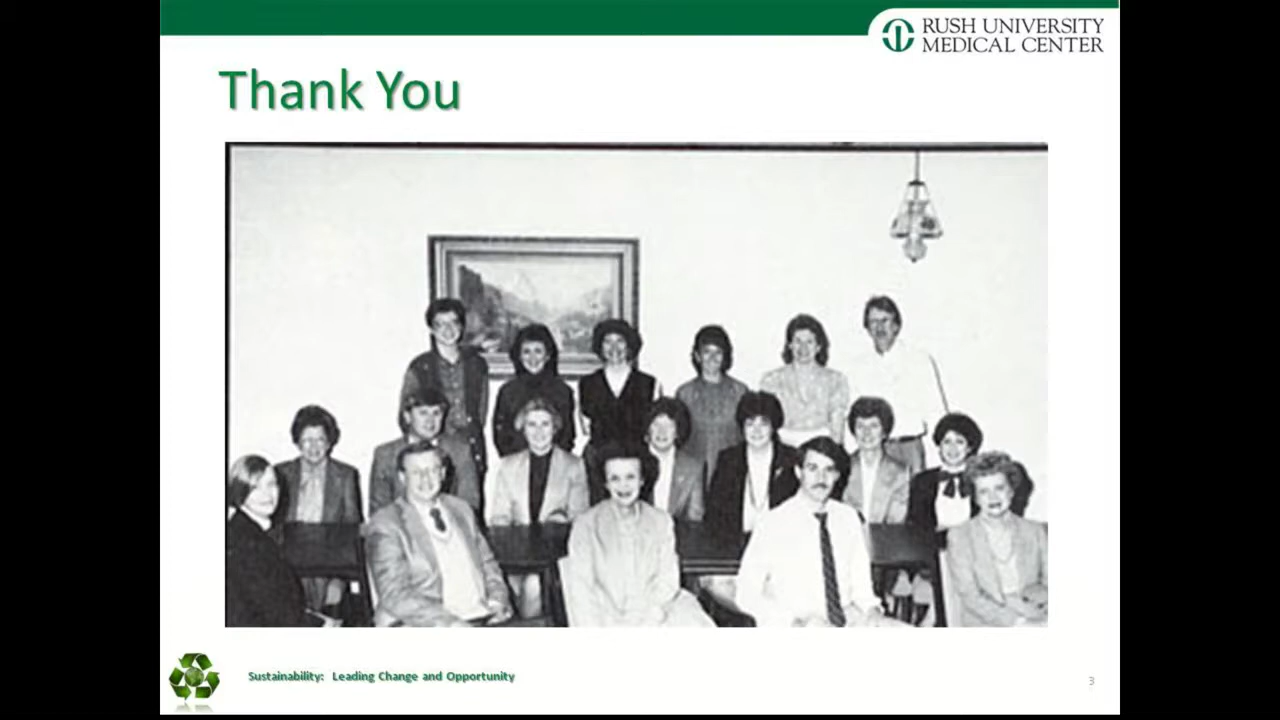 RUSH UNIVERSITY
MEDICAL CENTER
Thank You
Sustainability: Leading Change and Opportunity
3